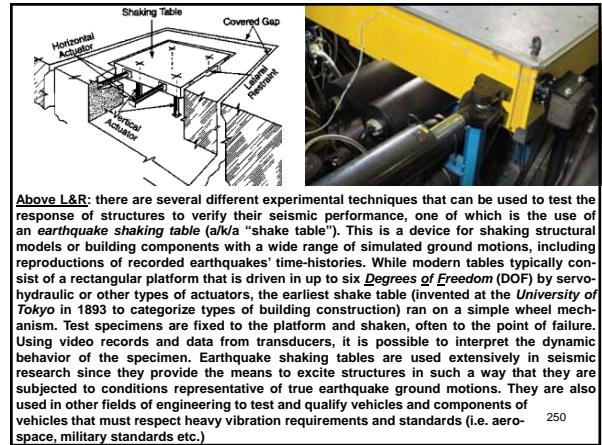 Shaking Table
Covered Gap
Horizontal
Actuator
Lateral
Restraint
Vertical
Actuator
Above L&R: there are several different experimental techniques that can be used to test the
response of structures to verify their seismic performance, one of which is the use of
an earthquake shaking table (a/k/a “shake table”). This is a device for shaking structural
models or building components with a wide range of simulated ground motions, including
reproductions of recorded earthquakes’ time-histories. While modern tables typically con-
sist of a rectangular platform that is driven in up to six Degrees of Freedom (DOF) by servo-
hydraulic or other types of actuators, the earliest shake table (invented at the University of
Tokyo in 1893 to categorize types of building construction) ran on a simple wheel mech-
anism. Test specimens are fixed to the platform and shaken, often to the point of failure.
Using video records and data from transducers, it is possible to interpret the dynamic
behavior of the specimen. Earthquake shaking tables are used extensively in seismic
research since they provide the means to excite structures in such a way that they are
subjected to conditions representative of true earthquake ground motions. They are also
used in other fields of engineering to test and qualify vehicles and components of
vehicles that must respect heavy vibration requirements and standards (i.e. aero-
space, military standards etc.)
250